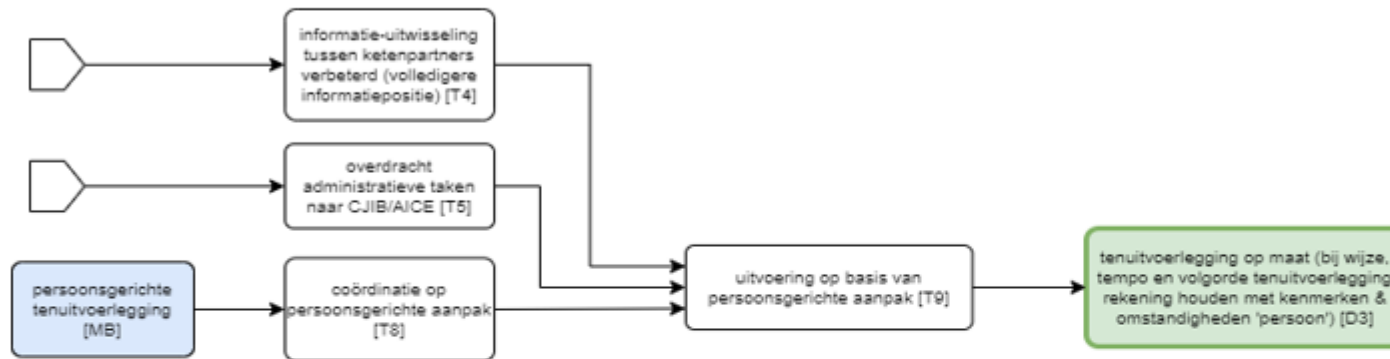 informatie-uitwisseling
tussen ketenpartners
verbeterd (volledigere
informatiepositie) [T4]
overdracht
administratieve taken
naar CJIB/AICE [T5]
persoonsgerichte
tenuitvoerlegging
[MB]
coördinatie op
persoonsgerichte aanpak
[T8]
uitvoering op basis van
persoonsgerichte aanpak [T9]
tenuitvoerlegging op maat (bij wijze,
tempo en volgorde tenuitvoerlegging
rekening houden met kenmerken &
omstandigheden 'persoon') [D3]